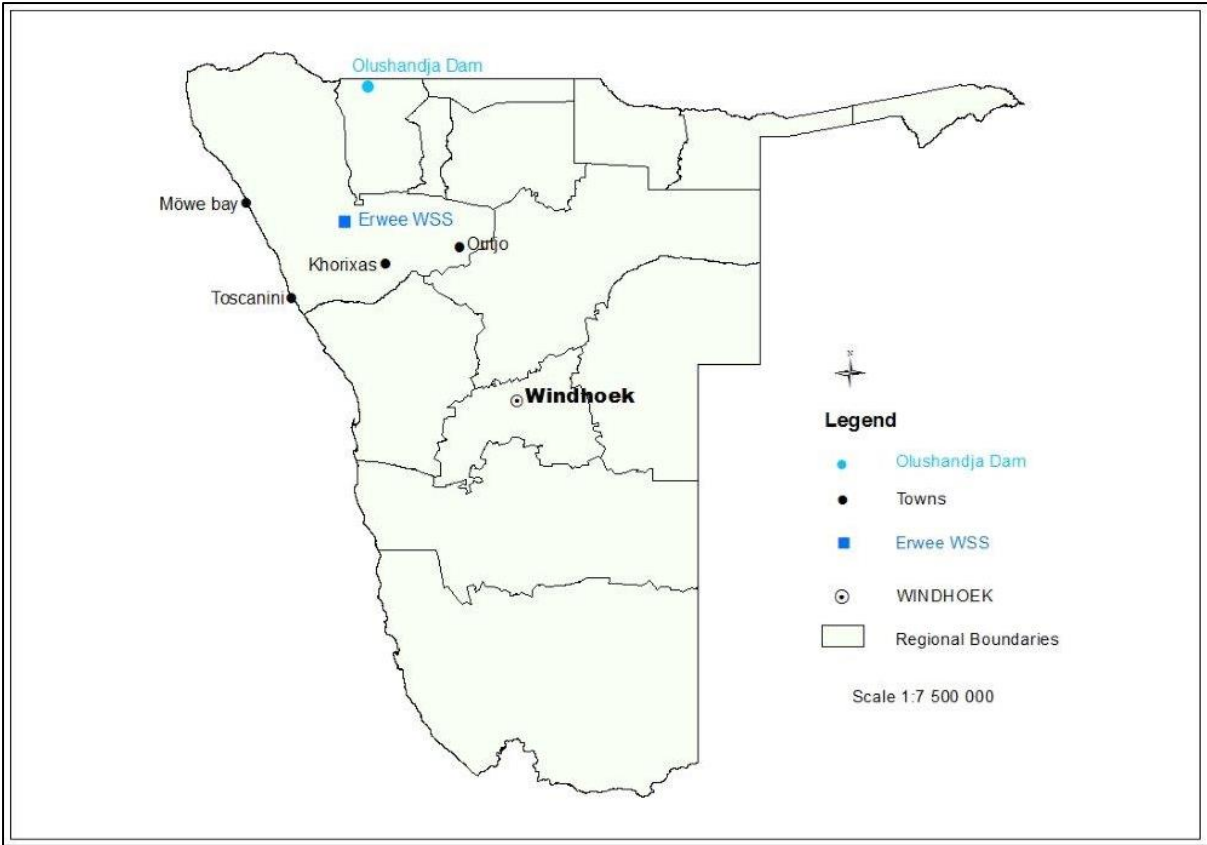 Olushandja Dam
Möwe bay
Erwee WSS
Outjo
Khorixas
Toscanini
Windhoek
N
Legend
Olushandja Dam
Towns
Erwee WSS
WINDHOEK
Regional Boundaries
Scale 1:7 500 000